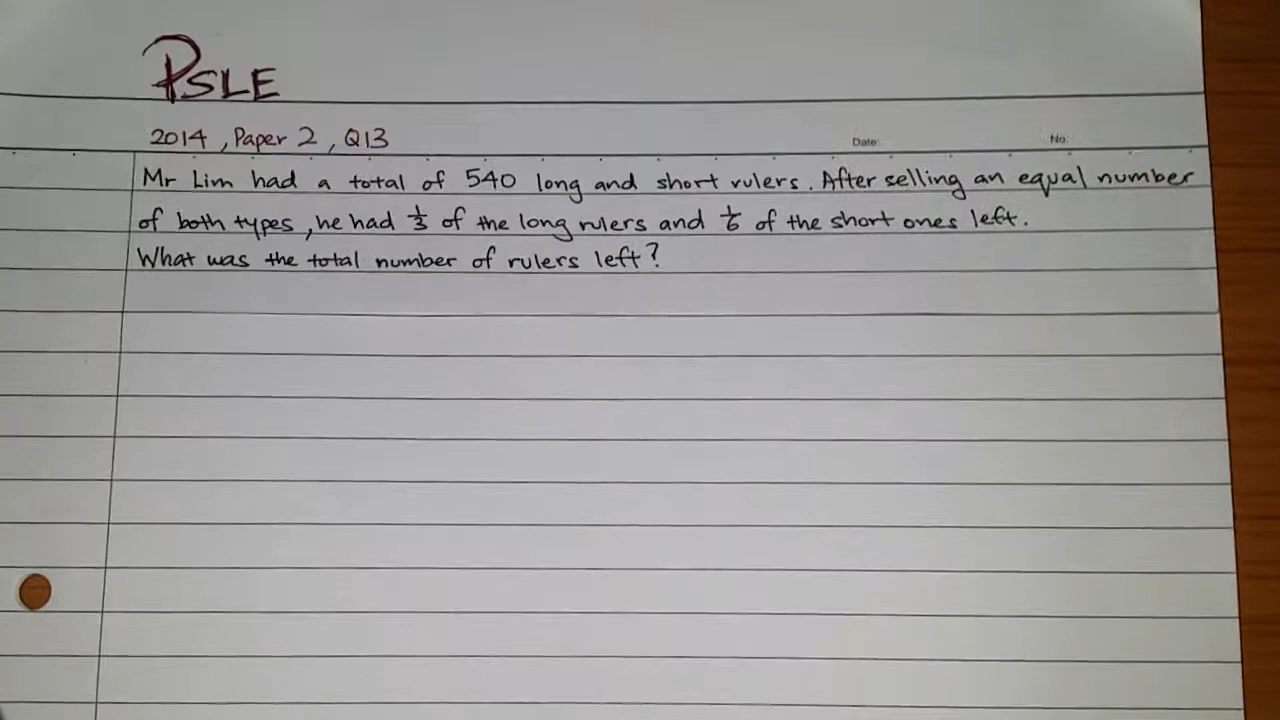 PSLE
2014, Paper 2, Q13
Date: No:
Mr Lim had a total of 540 long and short rulers. After selling an equal number
of both types, he had 1/3 of the long rulers and 1/6 of the short ones left.
What was the total number of rulers left?